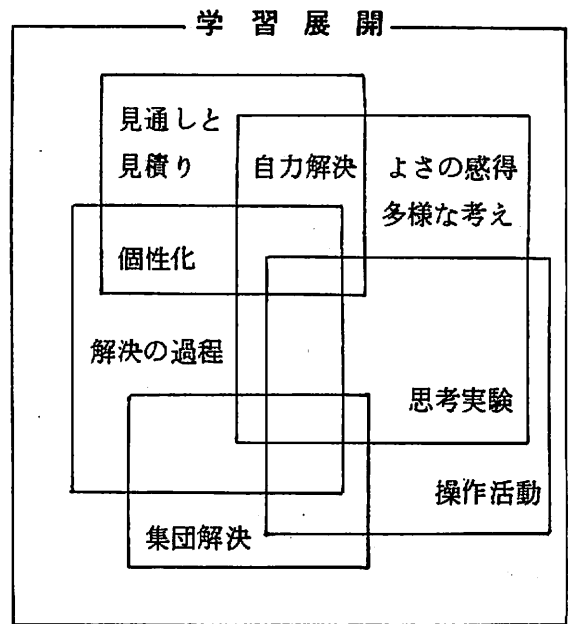 学習展開
見通しと
見積り
自力解決
よさの感得
多様な考え
個性化
解決の過程
思考実験
操作活動
集団解決